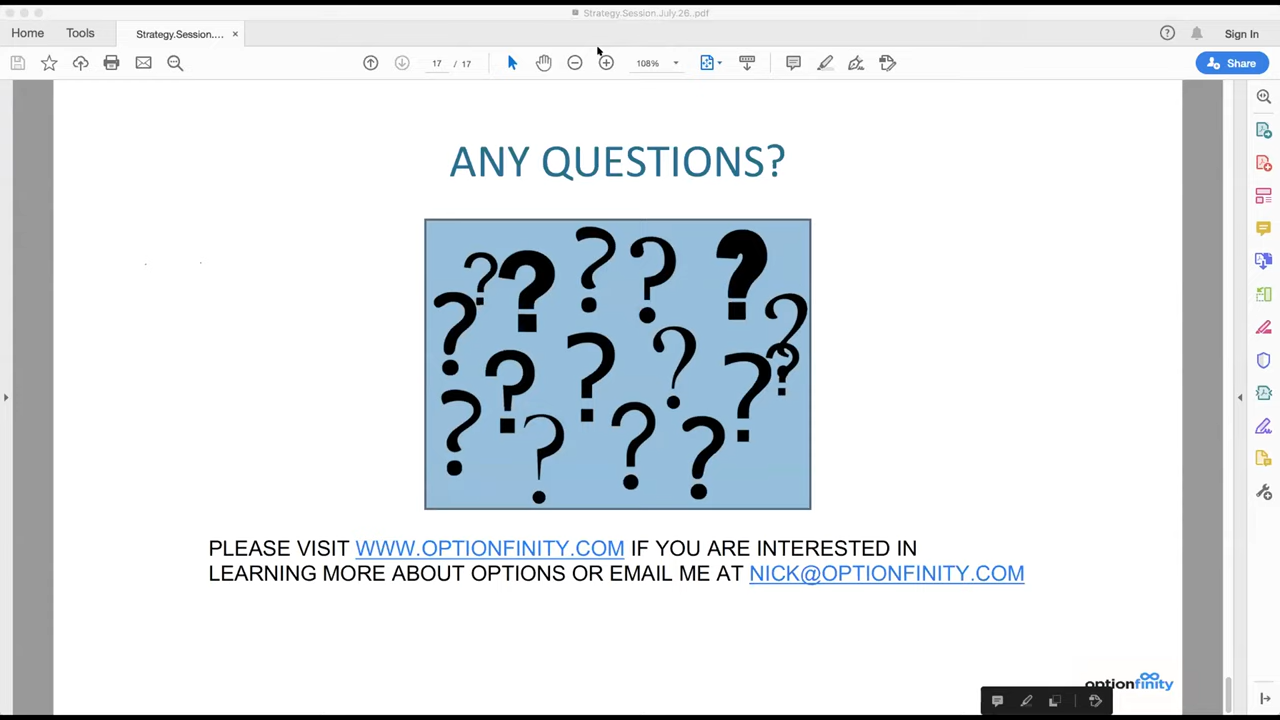 Strategy.Session.July.26..pdf
Home
Tools
Strategy.Session....
×
Sign In
17 / 17
108%
Share
ANY QUESTIONS?
? ? ? ? ?
? ?
? ? ? ? ?
? ? ? ?
PLEASE VISIT WWW.OPTIONFINITY.COM IF YOU ARE INTERESTED IN
LEARNING MORE ABOUT OPTIONS OR EMAIL ME AT NICK@OPTIONFINITY.COM
optionfinity